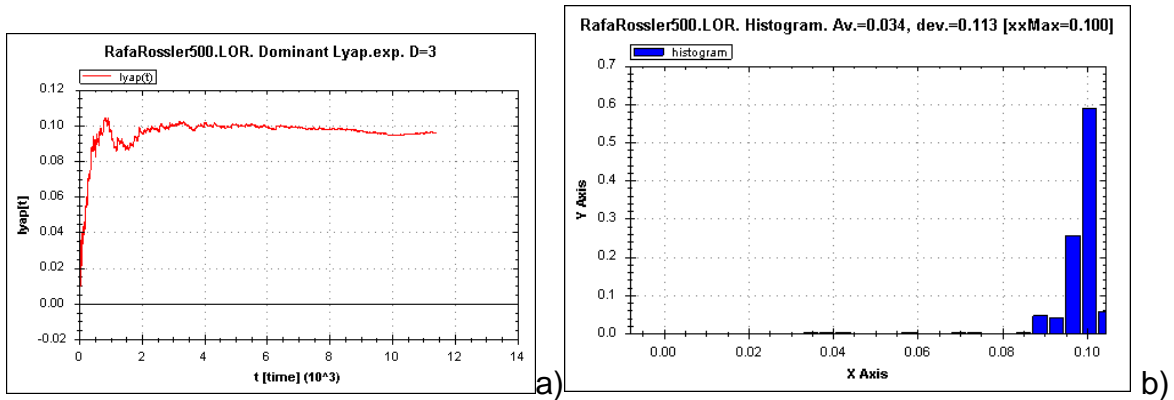 RafaRossler500.LOR. Dominant Lyap.exp. D=3
lyap(t)
0.12
0.10
0.08
0.06
0.04
0.02
0.00
-0.02
lyap[t]
0 2 4 6 8 10 12 14
t [time] (10^3)
a)
RafaRossler500.LOR. Histogram. Av.=0.034, dev.=0.113 [xxMax=0.100]
histogram
0.7
0.6
0.5
0.4
0.3
0.2
0.1
0.0
Y Axis
0.00 0.02 0.04 0.06 0.08 0.10
X Axis
b)